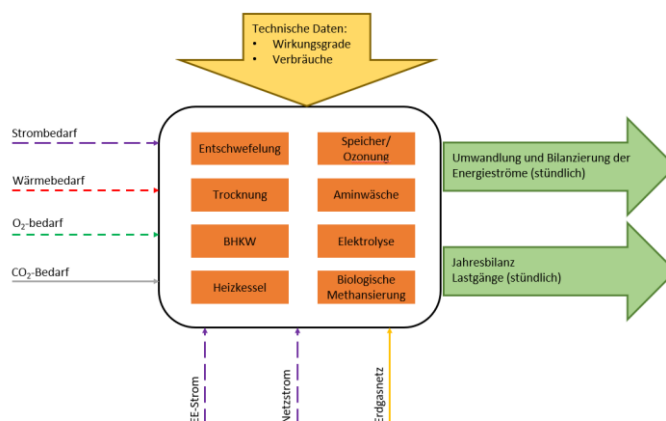 Technische Daten:
• Wirkungsgrade
• Verbräuche
Strombedarf
Wärmebedarf
O₂-bedarf
CO₂-Bedarf
Entschwefelung
Speicher/
Ozonung
Trocknung
Aminwäsche
BHKW
Elektrolyse
Heizkessel
Biologische
Methansierung
Umwandlung und Bilanzierung der
Energieströme (stündlich)
Jahresbilanz
Lastgänge (stündlich)
EE-Strom
Netzstrom
Erdgasnetz